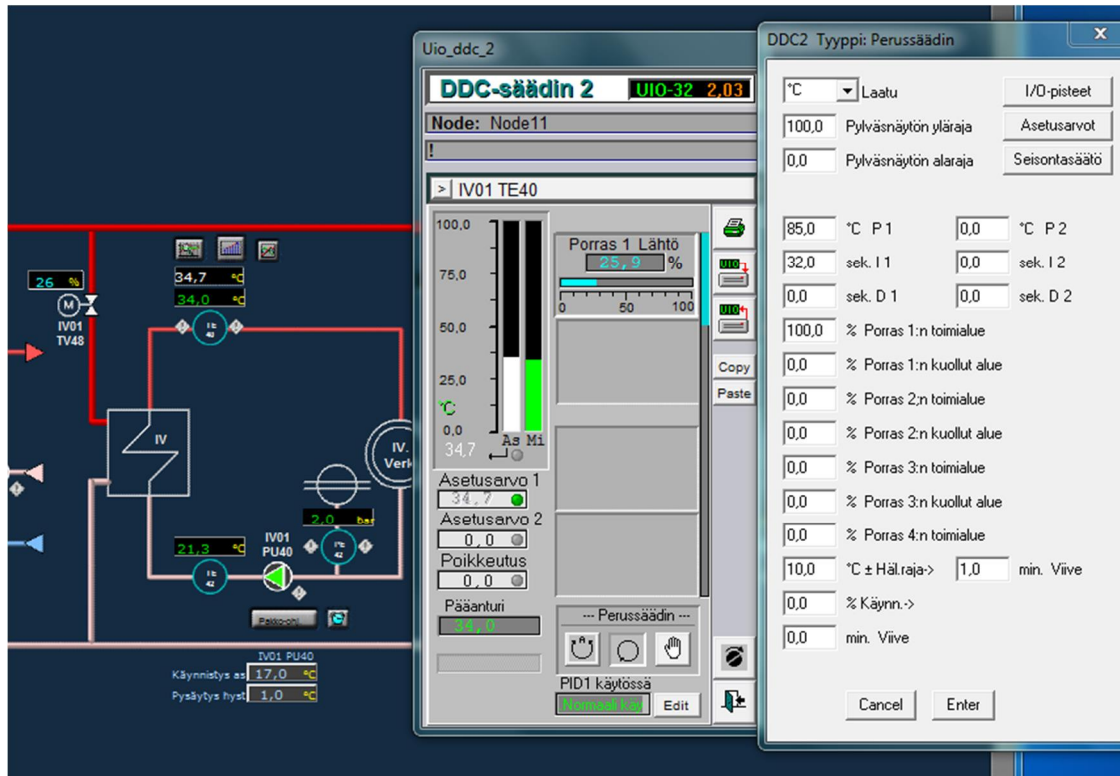 26 %
M
IV01
TV48
34,7 °C
34,0 °C
TE
40
IV
IV.
Verk
2,0 bar
21,3 °C
IV01
PU40
42
42
Pakko-ohj.
IV01 PU40
Käynnistys as 17,0 °C
Pysäytys hyst 1,0 °C
Uio_ddc_2
DDC-säädin 2 UIO-32 2,03
Node: Node11
!
> IV01 TE40
100,0
75,0
50,0
25,0
°C
0,0
34,7
As Mi
Porras 1 Lähtö
25,9 %
0 50 100
UIO
UIO
Copy
Paste
Asetusarvo 1
34,7
Asetusarvo 2
0,0
Poikkeutus
0,0
Pääanturi
34,0
--- Perussäädin ---
A
PID1 käytössä
Normaali käy
Edit
DDC2 Tyyppi: Perussäädin
x
°C Laatu I/O-pisteet
100,0 Pylväsnäytön yläraja Asetusarvot
0,0 Pylväsnäytön alaraja Seisontasäätö
85,0 °C P 1 0,0 °C P 2
32,0 sek. I 1 0,0 sek. I 2
0,0 sek. D 1 0,0 sek. D 2
100,0 % Porras 1:n toimialue
0,0 % Porras 1:n kuollut alue
0,0 % Porras 2;n toimialue
0,0 % Porras 2:n kuollut alue
0,0 % Porras 3:n toimialue
0,0 % Porras 3:n kuollut alue
0,0 % Porras 4:n toimialue
10,0 °C ± Häl.raja-> 1,0 min. Viive
0,0 % Käynn.->
0,0 min. Viive
Cancel Enter